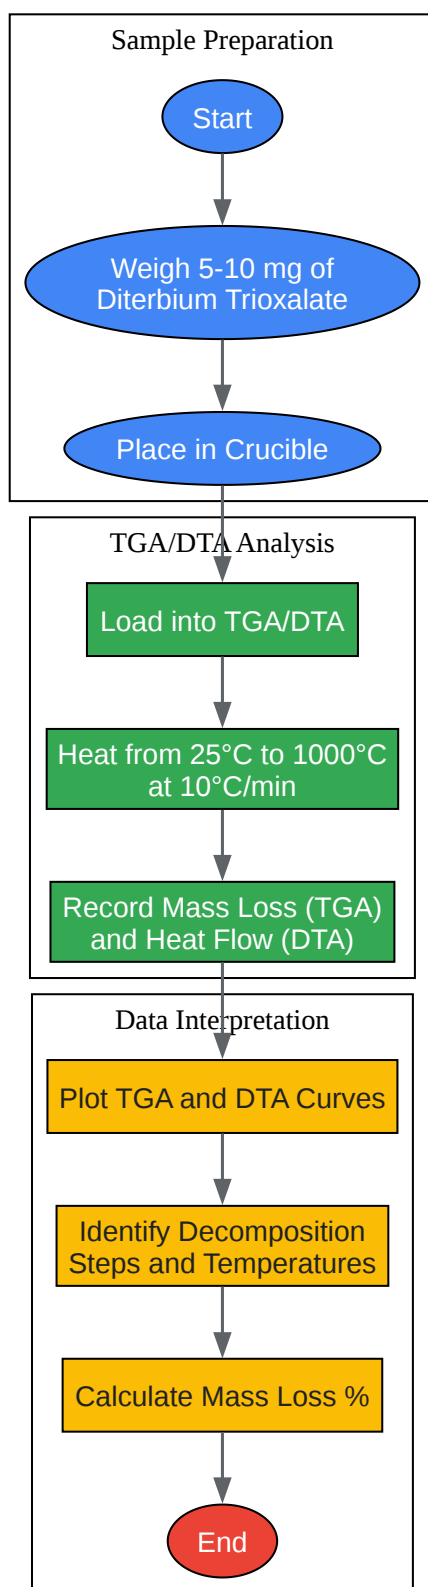 Sample Preparation
Start
Weigh 5-10 mg of
Diterbium Trioxalate
Place in Crucible
TGA/DTA Analysis
Load into TGA/DTA
Heat from 25°C to 1000°C
at 10°C/min
Record Mass Loss (TGA)
and Heat Flow (DTA)
Data Interpretation
Plot TGA and DTA Curves
Identify Decomposition
Steps and Temperatures
Calculate Mass Loss %
End